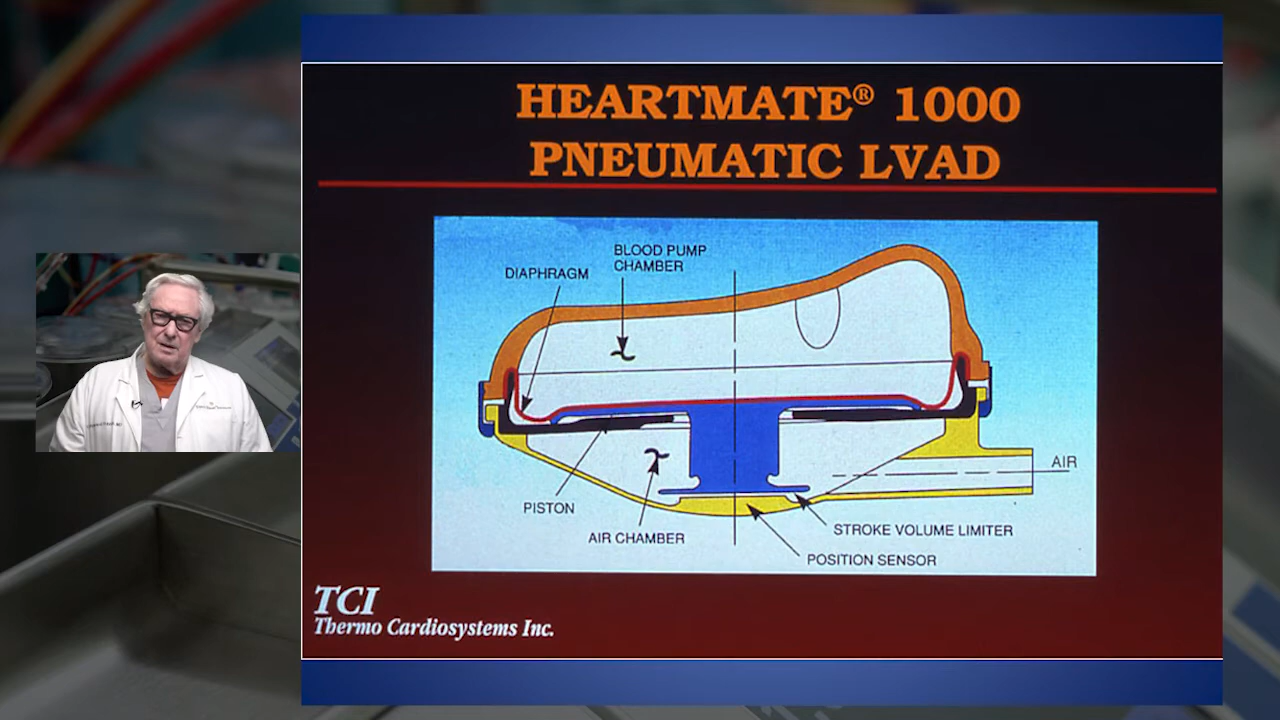 HEARTMATE® 1000
PNEUMATIC LVAD
BLOOD PUMP
CHAMBER
DIAPHRAGM
AIR
PISTON
AIR CHAMBER
STROKE VOLUME LIMITER
POSITION SENSOR
TCI
Thermo Cardiosystems Inc.